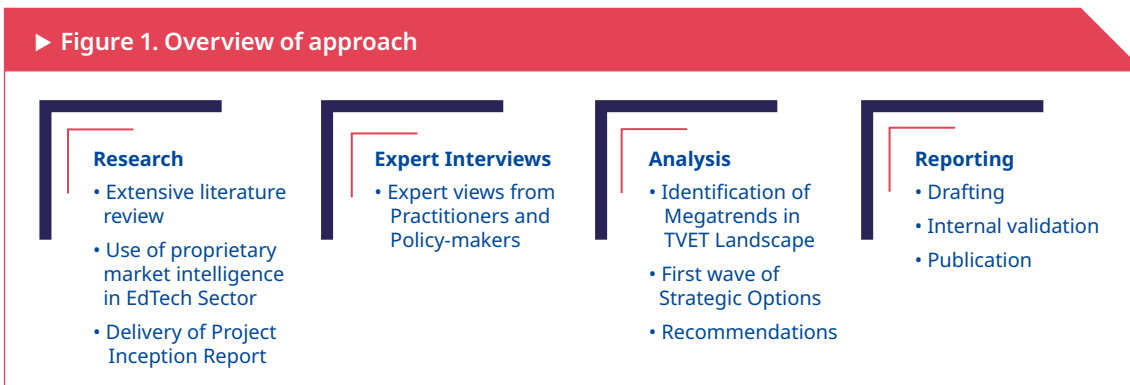 ▶ Figure 1. Overview of approach
Research
• Extensive literature
review
• Use of proprietary
market intelligence
in EdTech Sector
• Delivery of Project
Inception Report
Expert Interviews
• Expert views from
Practitioners and
Policy-makers
Analysis
• Identification of
Megatrends in
TVET Landscape
• First wave of
Strategic Options
• Recommendations
Reporting
• Drafting
• Internal validation
• Publication